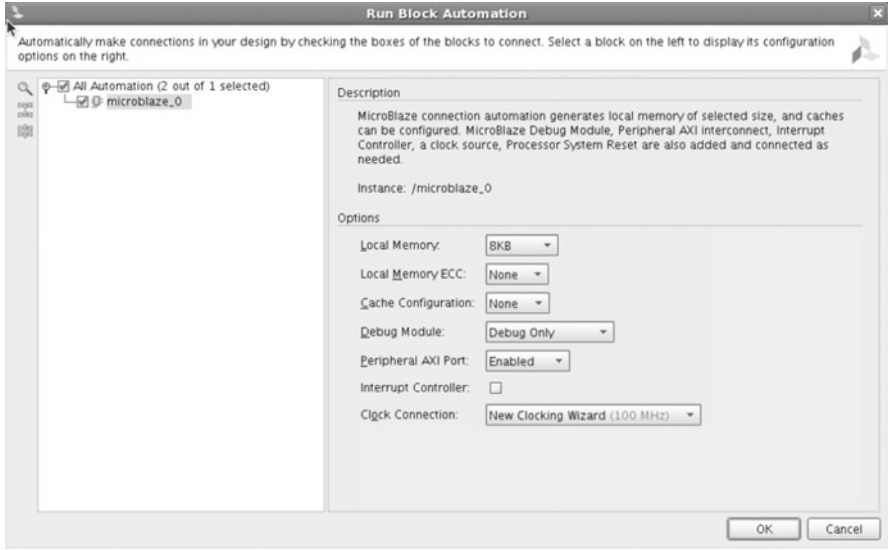 Run Block Automation
Automatically make connections in your design by checking the boxes of the blocks to connect. Select a block on the left to display its configuration
options on the right.
All Automation (2 out of 1 selected)
microblaze_0
Description
MicroBlaze connection automation generates local memory of selected size, and caches
can be configured. MicroBlaze Debug Module, Peripheral AXI interconnect, Interrupt
Controller, a clock source, Processor System Reset are also added and connected as
needed.
Instance: /microblaze_0
Options
Local Memory: 8KB
Local Memory ECC: None
Cache Configuration: None
Debug Module: Debug Only
Peripheral AXI Port: Enabled
Interrupt Controller:
Clock Connection: New Clocking Wizard (100 MHz)
OK Cancel